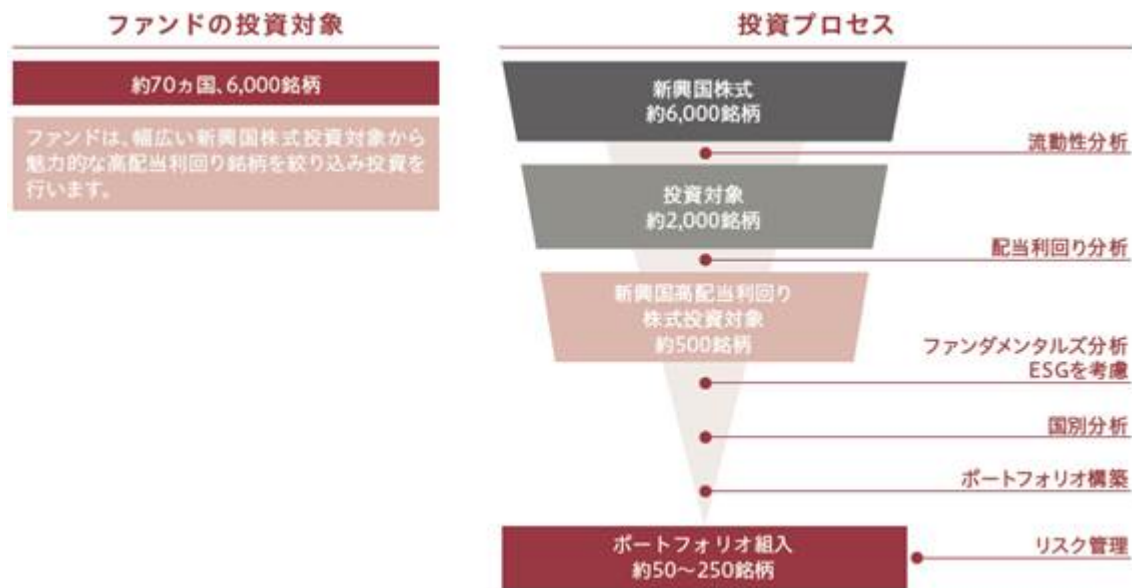 ファンドの投資対象
約70ヵ国、6,000銘柄
ファンドは、幅広い新興国株式投資対象から
魅力的な高配当利回り銘柄を絞り込み投資を
行います。
投資プロセス
新興国株式
約6,000銘柄
流動性分析
投資対象
約2,000銘柄
配当利回り分析
新興国高配当利回り
株式投資対象
約500銘柄
ファンダメンタルズ分析
ESGを考慮
国別分析
ポートフォリオ構築
ポートフォリオ組入
約50～250銘柄
リスク管理